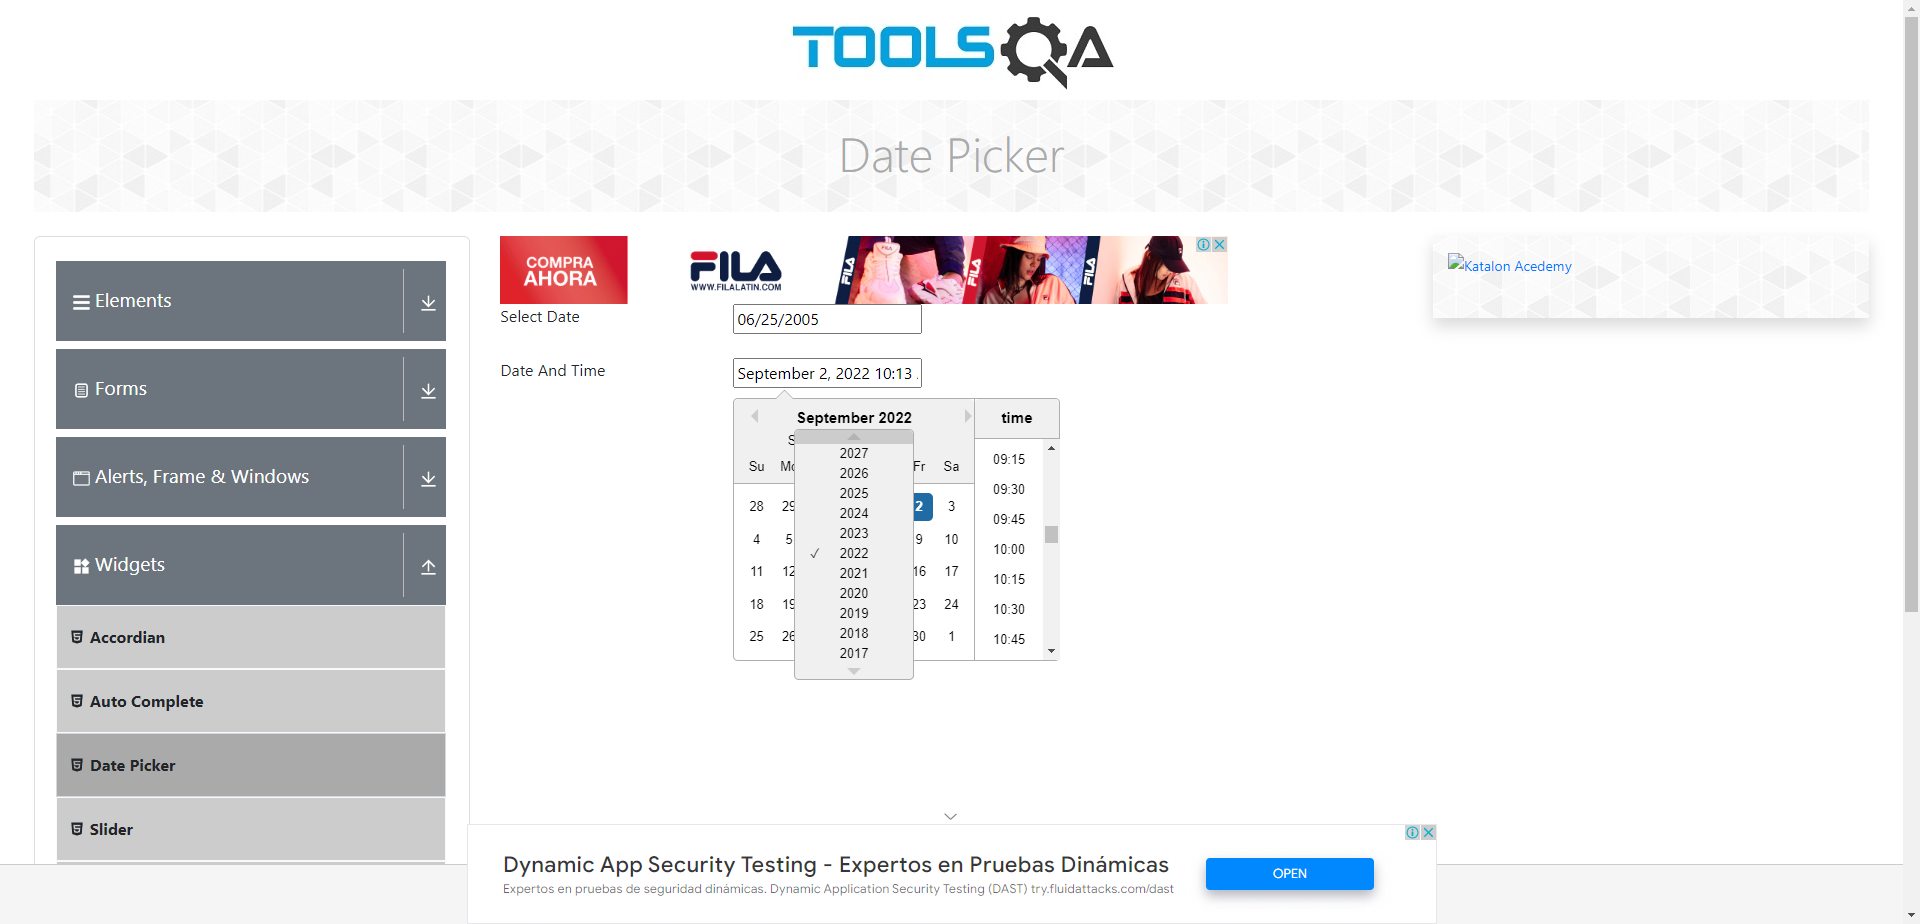 TOOLSQA
Date Picker
Elements
Forms
Alerts, Frame & Windows
Widgets
Accordian
Auto Complete
Date Picker
Slider
COMPRA
AHORA
FILA
WWW.FILALATIN.COM
FILA
FILA
FILA
Katalon Acedemy
Select Date
06/25/2005
Date And Time
September 2, 2022 10:13
September 2022
time
S
Su Mo Fr Sa
28 29 2 3
4 5 9 10
11 12 16 17
18 19 23 24
25 26 30 1
2027
2026
2025
2024
2023
✓ 2022
2021
2020
2019
2018
2017
09:15
09:30
09:45
10:00
10:15
10:30
10:45
Dynamic App Security Testing - Expertos en Pruebas Dinámicas
Expertos en pruebas de seguridad dinámicas. Dynamic Application Security Testing (DAST) try.fluidattacks.com/dast
OPEN